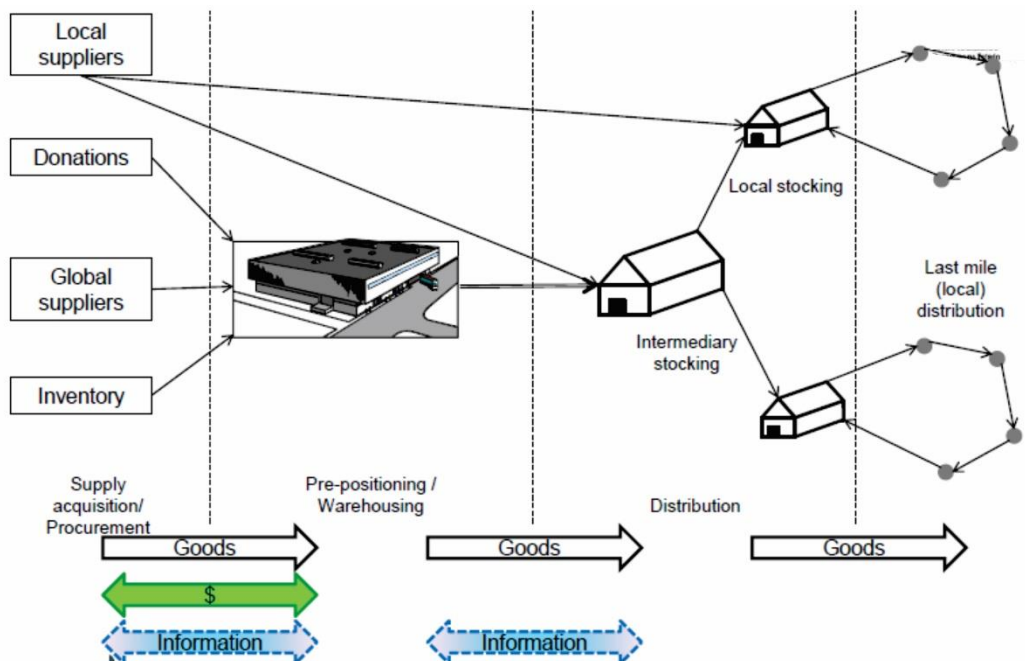 Local
suppliers
Donations
Global
suppliers
Inventory
Local stocking
Intermediary
stocking
Last mile
(local)
distribution
Supply
acquisition/
Procurement
Pre-positioning /
Warehousing
Distribution
Goods
Goods
Goods
$
Information
Information